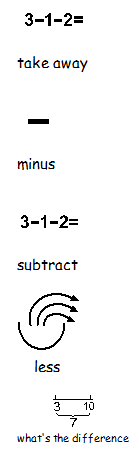 3-1-2=
take away
minus
3-1-2=
subtract
less
3 10
7
what's the difference